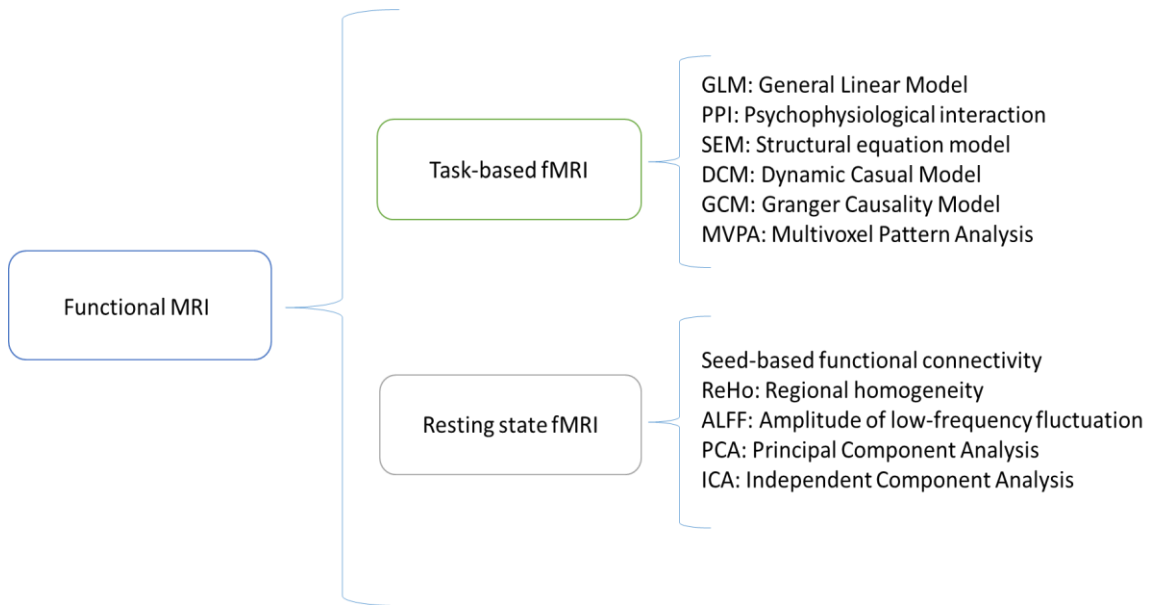 Functional MRI
Task-based fMRI
GLM: General Linear Model
PPI: Psychophysiological interaction
SEM: Structural equation model
DCM: Dynamic Casual Model
GCM: Granger Causality Model
MVPA: Multivoxel Pattern Analysis
Resting state fMRI
Seed-based functional connectivity
ReHo: Regional homogeneity
ALFF: Amplitude of low-frequency fluctuation
PCA: Principal Component Analysis
ICA: Independent Component Analysis